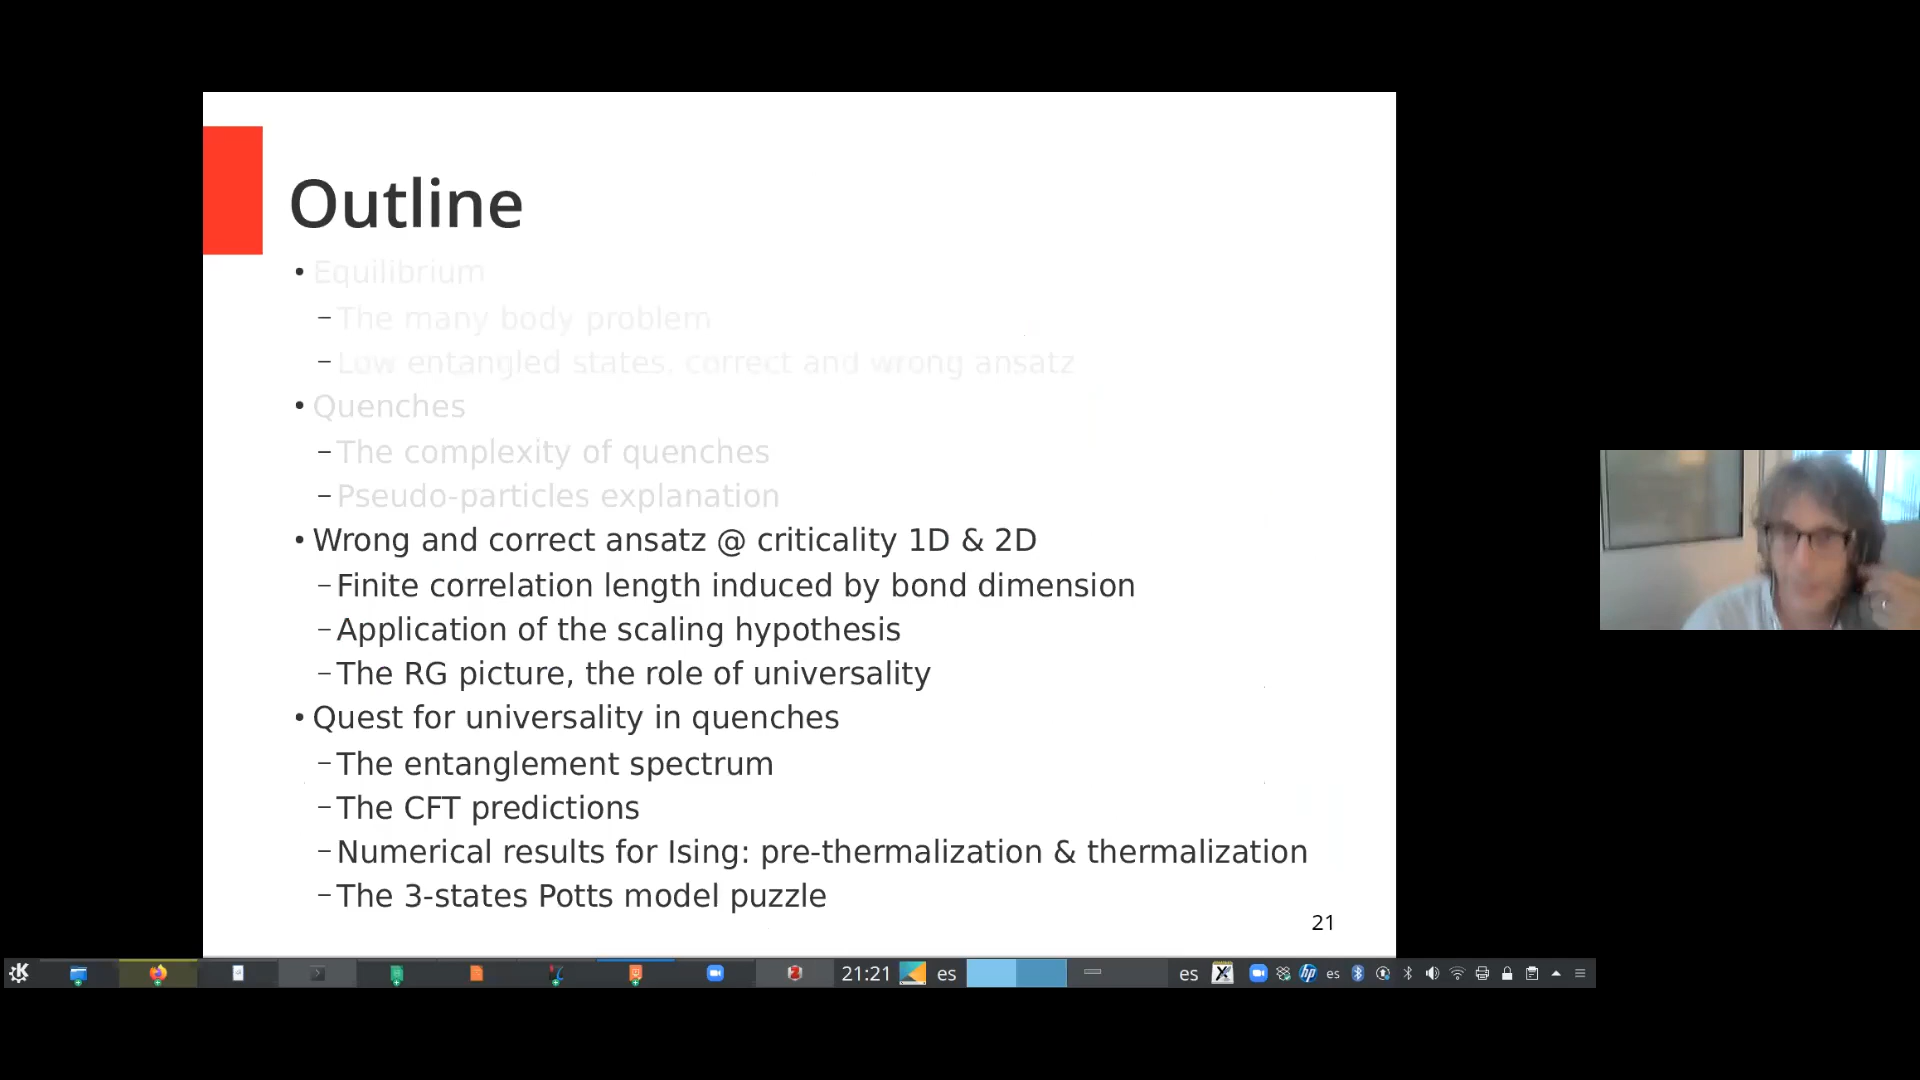 Outline
• Equilibrium
– The many body problem
– Low entangled states. correct and wrong ansatz
• Quenches
– The complexity of quenches
– Pseudo-particles explanation
• Wrong and correct ansatz @ criticality 1D & 2D
– Finite correlation length induced by bond dimension
– Application of the scaling hypothesis
– The RG picture, the role of universality
• Quest for universality in quenches
– The entanglement spectrum
– The CFT predictions
– Numerical results for Ising: pre-thermalization & thermalization
– The 3-states Potts model puzzle
21
21:21 es es hp es